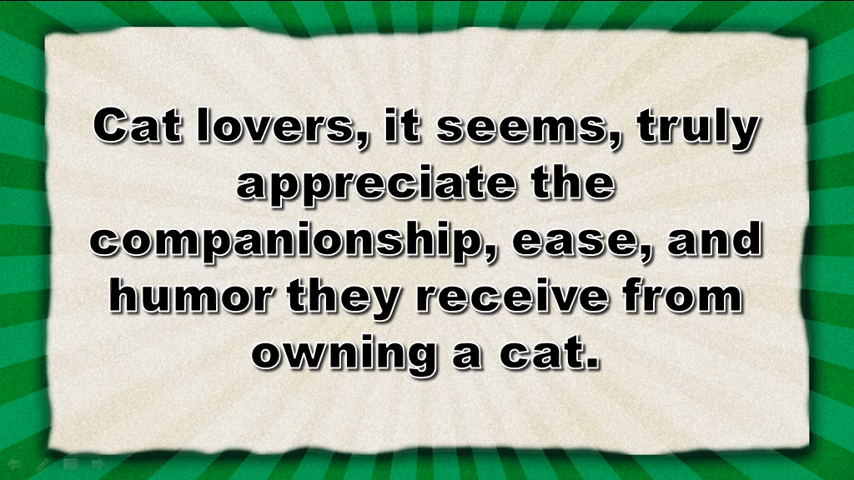 Cat lovers, it seems, truly
appreciate the
companionship, ease, and
humor they receive from
owning a cat.